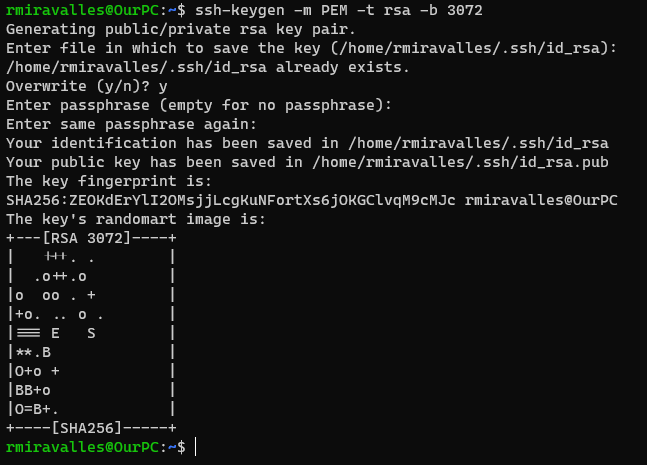 rmiravalles@OurPC:~$ ssh-keygen -m PEM -t rsa -b 3072
Generating public/private rsa key pair.
Enter file in which to save the key (/home/rmiravalles/.ssh/id_rsa):
/home/rmiravalles/.ssh/id_rsa already exists.
Overwrite (y/n)? y
Enter passphrase (empty for no passphrase):
Enter same passphrase again:
Your identification has been saved in /home/rmiravalles/.ssh/id_rsa
Your public key has been saved in /home/rmiravalles/.ssh/id_rsa.pub
The key fingerprint is:
SHA256:ZEOKdErYlI2OMsjjLcgKuNFortXs6jOKGClvqM9cMJc rmiravalles@OurPC
The key's randomart image is:
+---[RSA 3072]----+
|   +++. .        |
|  .o++.o         |
|o  oo . +        |
|+o. .. o .       |
|=== E   S        |
|**.B             |
|O+o +            |
|BB+o             |
|O=B+.            |
+----[SHA256]-----+
rmiravalles@OurPC:~$